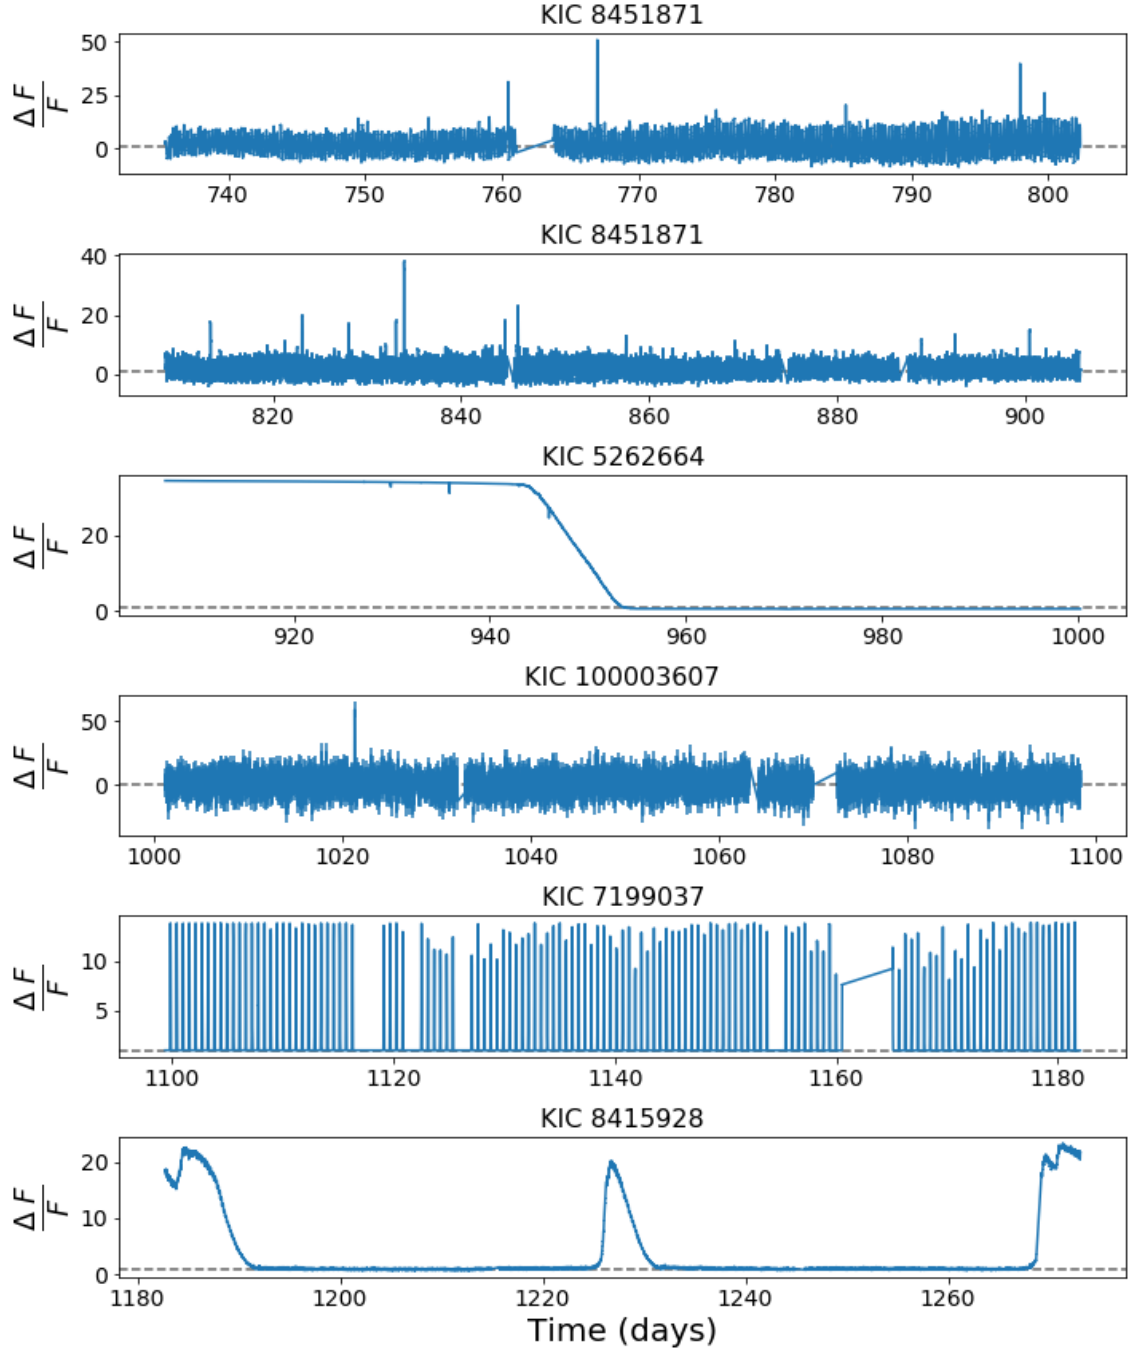 KIC 8451871
50
25
0
ΔF
F
740 750 760 770 780 790 800
KIC 8451871
40
20
0
ΔF
F
820 840 860 880 900
KIC 5262664
20
0
ΔF
F
920 940 960 980 1000
KIC 100003607
50
0
ΔF
F
1000 1020 1040 1060 1080 1100
KIC 7199037
10
5
ΔF
F
1100 1120 1140 1160 1180
KIC 8415928
20
10
0
ΔF
F
1180 1200 1220 1240 1260
Time (days)